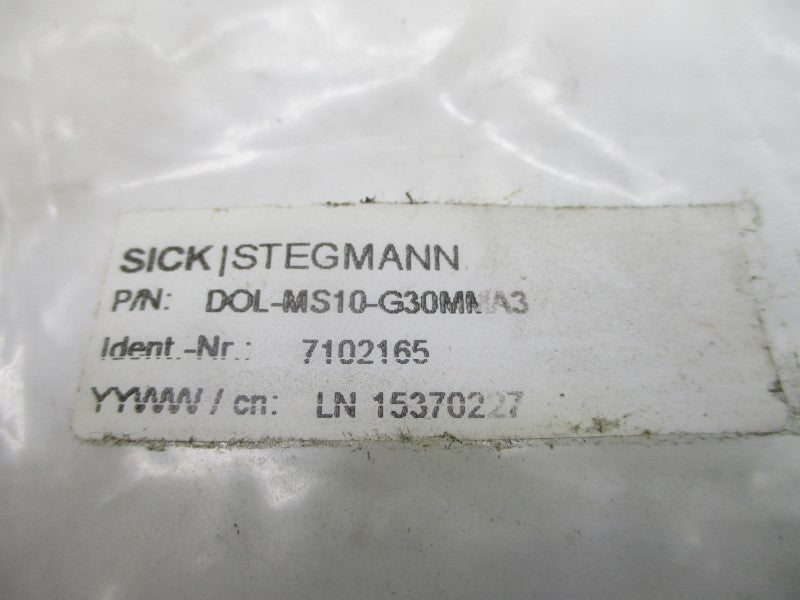 SICK|STEGMANN
P/N: DOL-MS10-G30MMA3
Ident.-Nr.: 7102165
YYWW / cn: LN 15370227